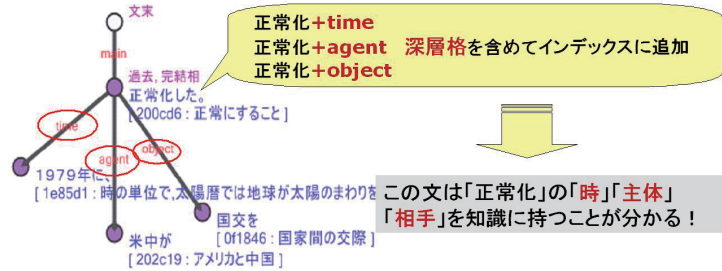 文末
main
過去, 完結相
正常化した。
[ 200cd6 : 正常にすること ]
time
agent
object
1979年に、
[ 1e85d1 : 時の単位で, 太陽暦では地球が太陽のまわりを
国交を
[ 0f1846 : 国家間の交際 ]
米中が
[ 202c19 : アメリカと中国 ]
正常化+time
正常化+agent 深層格を含めてインデックスに追加
正常化+object
この文は「正常化」の「時」「主体」
「相手」を知識に持つことが分かる！